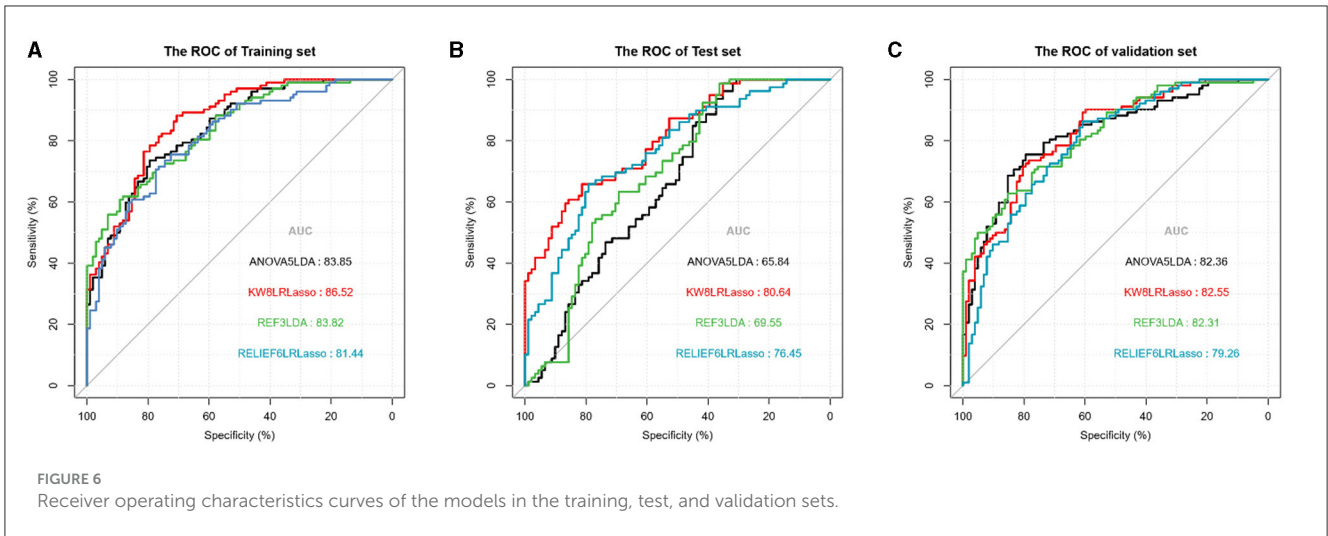 A
The ROC of Training set
100
80
60
40
20
0
Sensitivity (%)
AUC
ANOVA5LDA : 83.85
KW8LRLasso : 86.52
REF3LDA : 83.82
RELIEF6LRLasso : 81.44
100
80
60
40
20
0
Specificity (%)
B
The ROC of Test set
100
80
60
40
20
0
Sensitivity (%)
AUC
ANOVA5LDA : 65.84
KW8LRLasso : 80.64
REF3LDA : 69.55
RELIEF6LRLasso : 76.45
100
80
60
40
20
0
Specificity (%)
C
The ROC of validation set
100
80
60
40
20
0
Sensitivity (%)
AUC
ANOVA5LDA : 82.36
KW8LRLasso : 82.55
REF3LDA : 82.31
RELIEF6LRLasso : 79.26
100
80
60
40
20
0
Specificity (%)
FIGURE 6
Receiver operating characteristics curves of the models in the training, test, and validation sets.